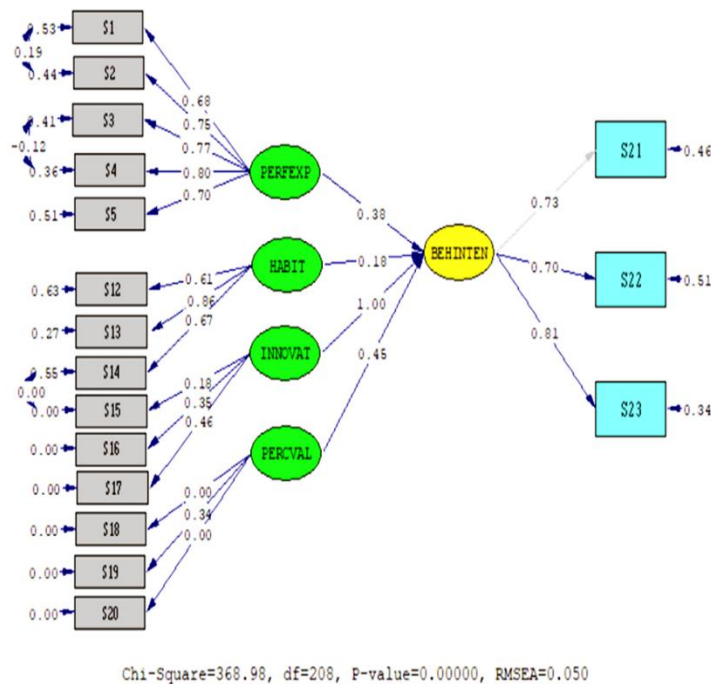 0.53 S1
0.19
0.44 S2
0.41 S3
-0.12
0.36 S4
0.51 S5
0.68
0.75
0.77
0.80
0.70
PERFEXP
0.38
0.63 S12
0.27 S13
0.55 S14
0.00
0.00 S15
0.00 S16
0.00 S17
0.00 S18
0.00 S19
0.00 S20
0.61
0.86
0.67
HABIT
0.18
0.18
0.35
0.46
INNOVAT
1.00
0.00
0.34
0.00
PERCVAL
0.45
BEHINTEN
0.73
0.70
0.81
S21 0.46
S22 0.51
S23 0.34
Chi-Square=368.98, df=208, P-value=0.00000, RMSEA=0.050